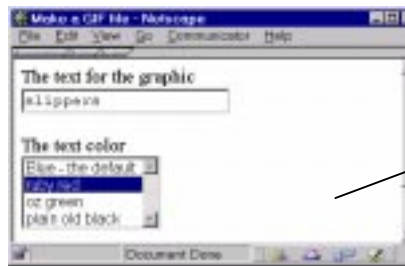 Make a GIF file - Netscape
File Edit View Go Communicator Help
The text for the graphic
slippers
The text color
Blue - the default
ruby red
oz green
plain old black
Document Done